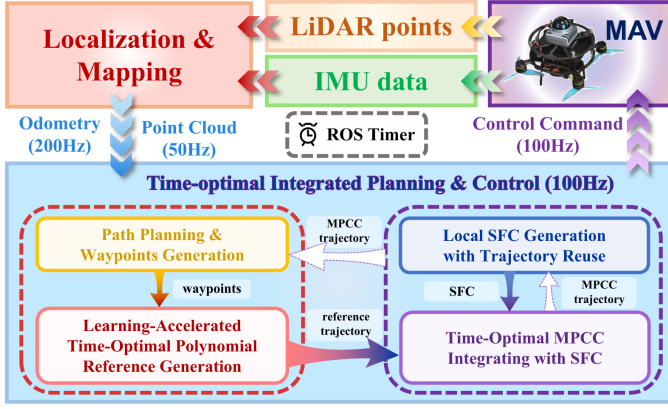 Localization &
Mapping
LiDAR points
IMU data
MAV
Odometry
(200Hz)
Point Cloud
(50Hz)
ROS Timer
Control Command
(100Hz)
Time-optimal Integrated Planning & Control (100Hz)
Path Planning &
Waypoints Generation
MPCC
trajectory
Local SFC Generation
with Trajectory Reuse
waypoints
SFC
MPCC
trajectory
Learning-Accelerated
Time-Optimal Polynomial
Reference Generation
reference
trajectory
Time-Optimal MPCC
Integrating with SFC